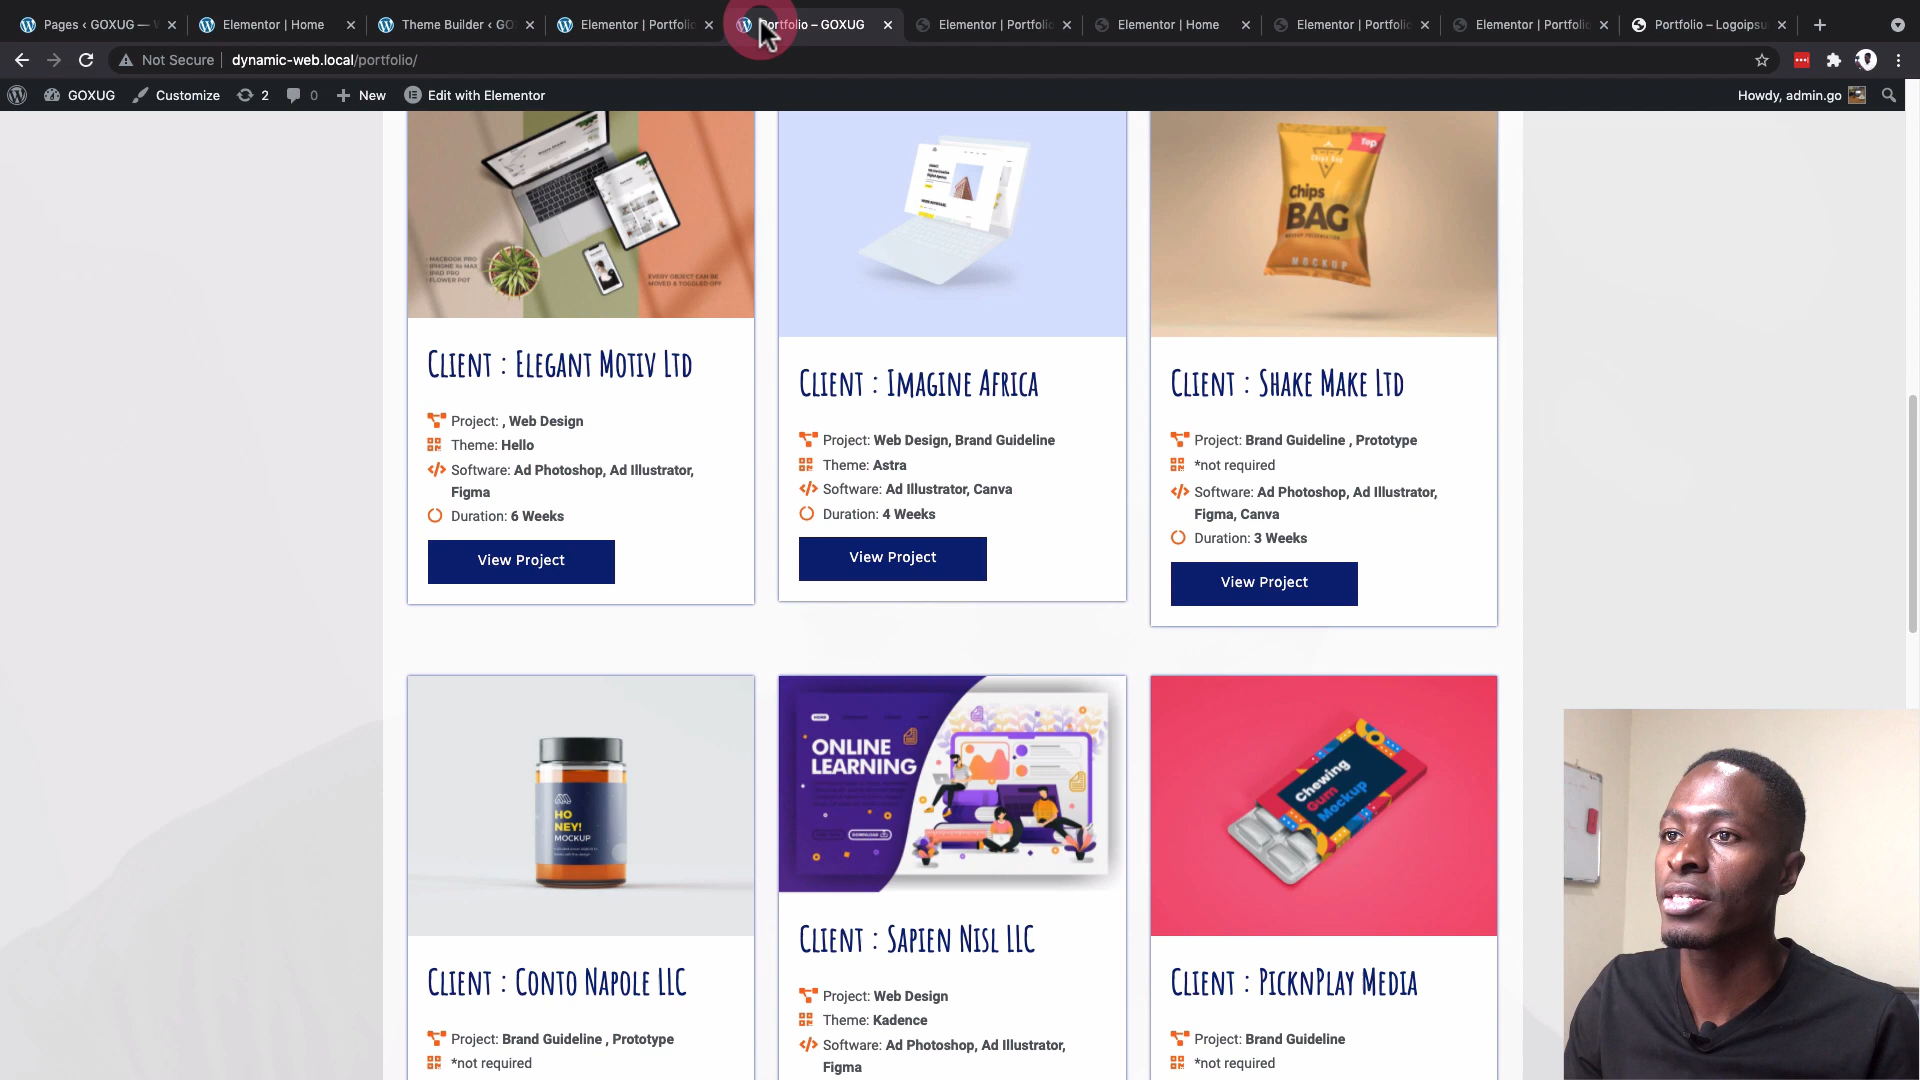 Pages ‹ GOXUG —
Elementor | Home
Theme Builder ‹ GO
Elementor | Portfolio
Portfolio – GOXUG
Elementor | Portfolio
Elementor | Home
Elementor | Portfolio
Elementor | Portfolio
Portfolio – Logoipsu
Not Secure
dynamic-web.local/portfolio/
GOXUG
Customize
2
0
New
Edit with Elementor
Howdy, admin.go
- MACBOOK PRO
- IPHONE Xs MAX
- IPAD PRO
- FLOWER POT
EVERY OBJECT CAN BE
MOVED & TOGGLED OFF
Top
Chips Bag
Chips
BAG
MOCKUP PRESENTATION
MOCKUP
Client : Elegant Motiv Ltd
Project: , Web Design
Theme: Hello
Software: Ad Photoshop, Ad Illustrator,
Figma
Duration: 6 Weeks
View Project
Client : Imagine Africa
Project: Web Design, Brand Guideline
Theme: Astra
Software: Ad Illustrator, Canva
Duration: 4 Weeks
View Project
Client : Shake Make Ltd
Project: Brand Guideline , Prototype
*not required
Software: Ad Photoshop, Ad Illustrator,
Figma, Canva
Duration: 3 Weeks
View Project
HO
NEY!
MOCKUP
HOME
ONLINE
LEARNING
DOWNLOAD
Chewing
Gum
Mockup
Client : Conto Napole LLC
Project: Brand Guideline , Prototype
*not required
Client : Sapien Nisl LLC
Project: Web Design
Theme: Kadence
Software: Ad Photoshop, Ad Illustrator,
Figma
Client : PicknPlay Media
Project: Brand Guideline
*not required